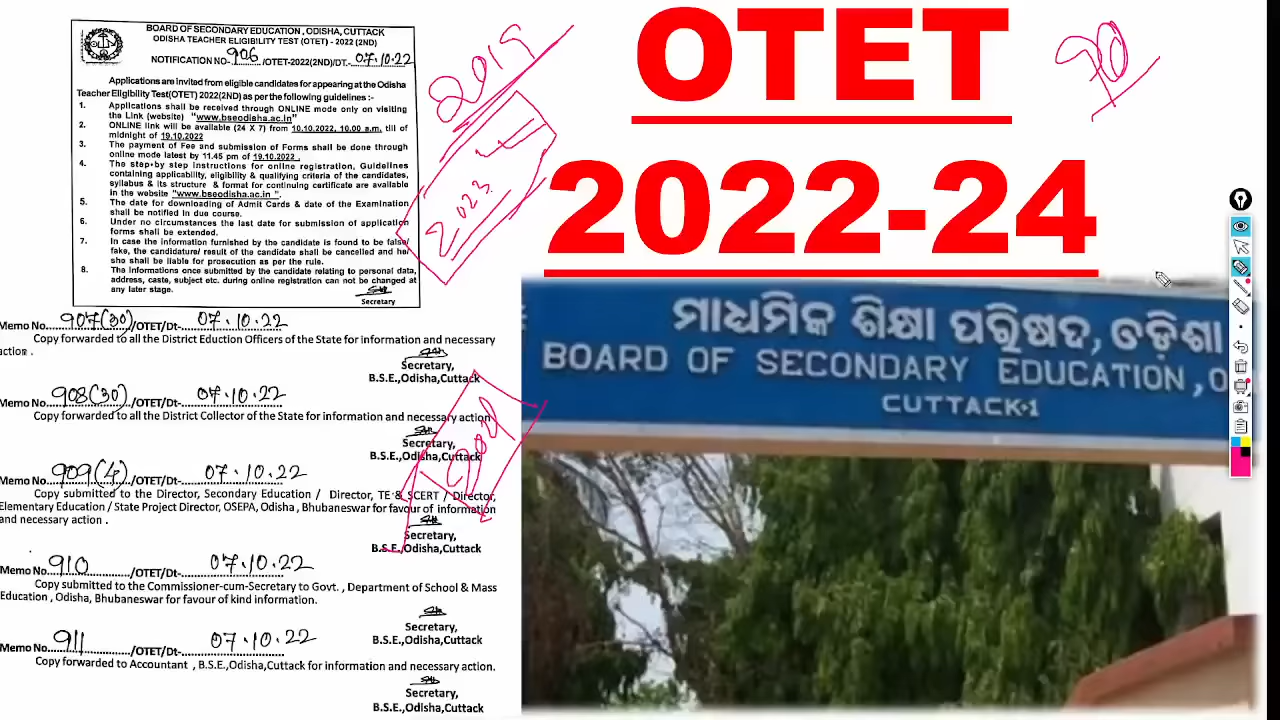 BOARD OF SECONDARY EDUCATION, ODISHA, CUTTACK
ODISHA TEACHER ELIGIBILITY TEST (OTET) - 2022 (2ND)
NOTIFICATION NO- 906 /OTET-2022(2ND)/DT.- 07.10.22
Applications are invited from eligible candidates for appearing at the Odisha
Teacher Eligibility Test(OTET) 2022(2ND) as per the following guidelines :-
1. Applications shall be received through ONLINE mode only on visiting
the Link (website) "www.bseodisha.ac.in"
2. ONLINE link will be available (24 X 7) from 10.10.2022, 10.00 a.m. till of
midnight of 19.10.2022
3. The payment of Fee and submission of Forms shall be done through
online mode latest by 11.45 pm of 19.10.2022.
4. The step-by step instructions for online registration, Guidelines
containing applicability, eligibility & qualifying criteria of the candidates,
syllabus & its structure & format for continuing certificate are available
in the website "www.bseodisha.ac.in ".
5. The date for downloading of Admit Cards & date of the Examination
shall be notified in due course.
6. Under no circumstances the last date for submission of application
forms shall be extended.
7. In case the information furnished by the candidate is found to be false/
fake, the candidature/ result of the candidate shall be cancelled and he/
she shall be liable for prosecution as per the rule.
8. The informations once submitted by the candidate relating to personal data,
address, caste, subject etc. during online registration can not be changed at
any later stage.
Secretary
Memo No. 907(30) /OTET/Dt- 07.10.22
Copy forwarded to all the District Eduction Officers of the State for information and necessary
action .
Secretary,
B.S.E.,Odisha,Cuttack
Memo No. 908(30) /OTET/Dt- 07.10.22
Copy forwarded to all the District Collector of the State for information and necessary action
Secretary,
B.S.E.,Odisha,Cuttack
Memo No. 909(4) /OTET/Dt- 07.10.22
Copy submitted to the Director, Secondary Education / Director, TE & SCERT / Director,
Elementary Education / State Project Director, OSEPA, Odisha , Bhubaneswar for favour of information
and necessary action .
Secretary,
B.S.E.,Odisha,Cuttack
Memo No. 910 /OTET/Dt- 07.10.22
Copy submitted to the Commissioner-cum-Secretary to Govt. , Department of School & Mass
Education , Odisha, Bhubaneswar for favour of kind information.
Secretary,
B.S.E.,Odisha,Cuttack
Memo No. 911 /OTET/Dt- 07.10.22
Copy forwarded to Accountant , B.S.E.,Odisha,Cuttack for information and necessary action.
Secretary,
B.S.E.,Odisha,Cuttack
2019
2023
OTET
2022-24
ମାଧ୍ୟମିକ ଶିକ୍ଷା ପରିଷଦ, ଓଡ଼ିଶା
BOARD OF SECONDARY EDUCATION ,O
CUTTACK-1